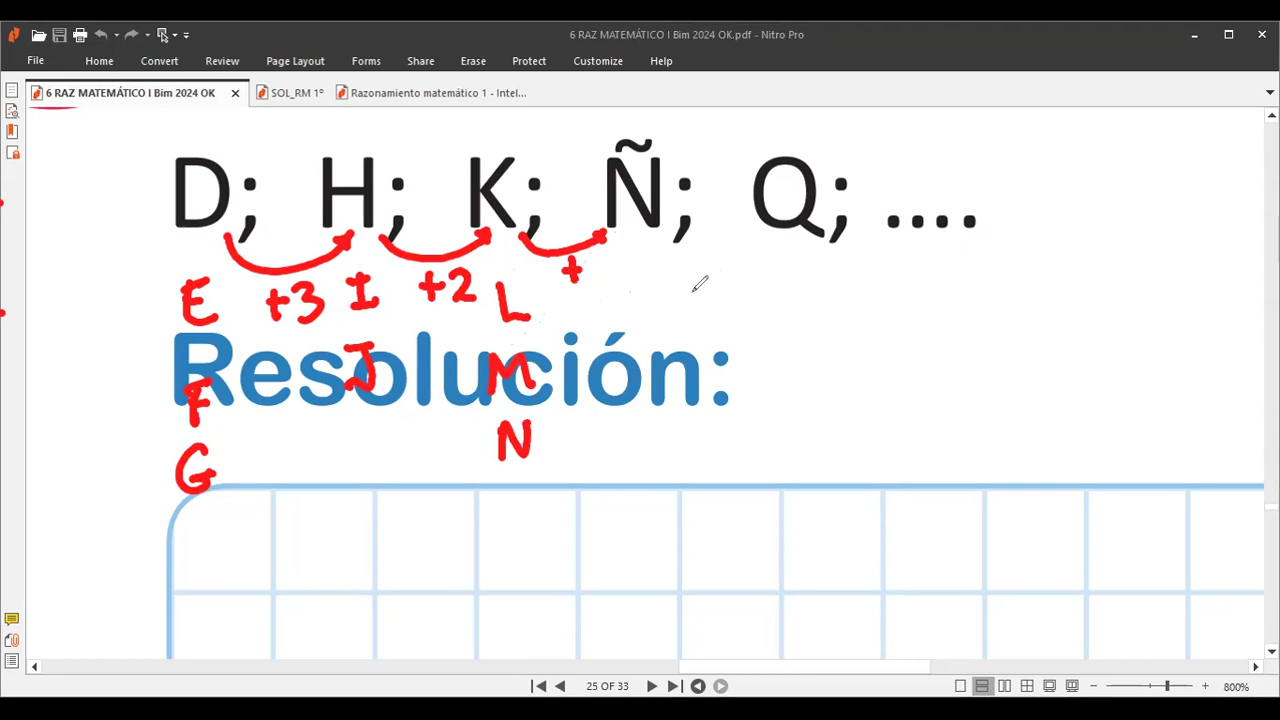 6 RAZ MATEMÁTICO I Bim 2024 OK.pdf - Nitro Pro
File Home Convert Review Page Layout Forms Share Erase Protect Customize Help
6 RAZ MATEMÁTICO I Bim 2024 OK SOL_RM 1° Razonamiento matemático 1 - Intel...
D; H; K; Ñ; Q; ....
E +3 I +2 L +
Resolución:
F J M
G N
25 OF 33
800%